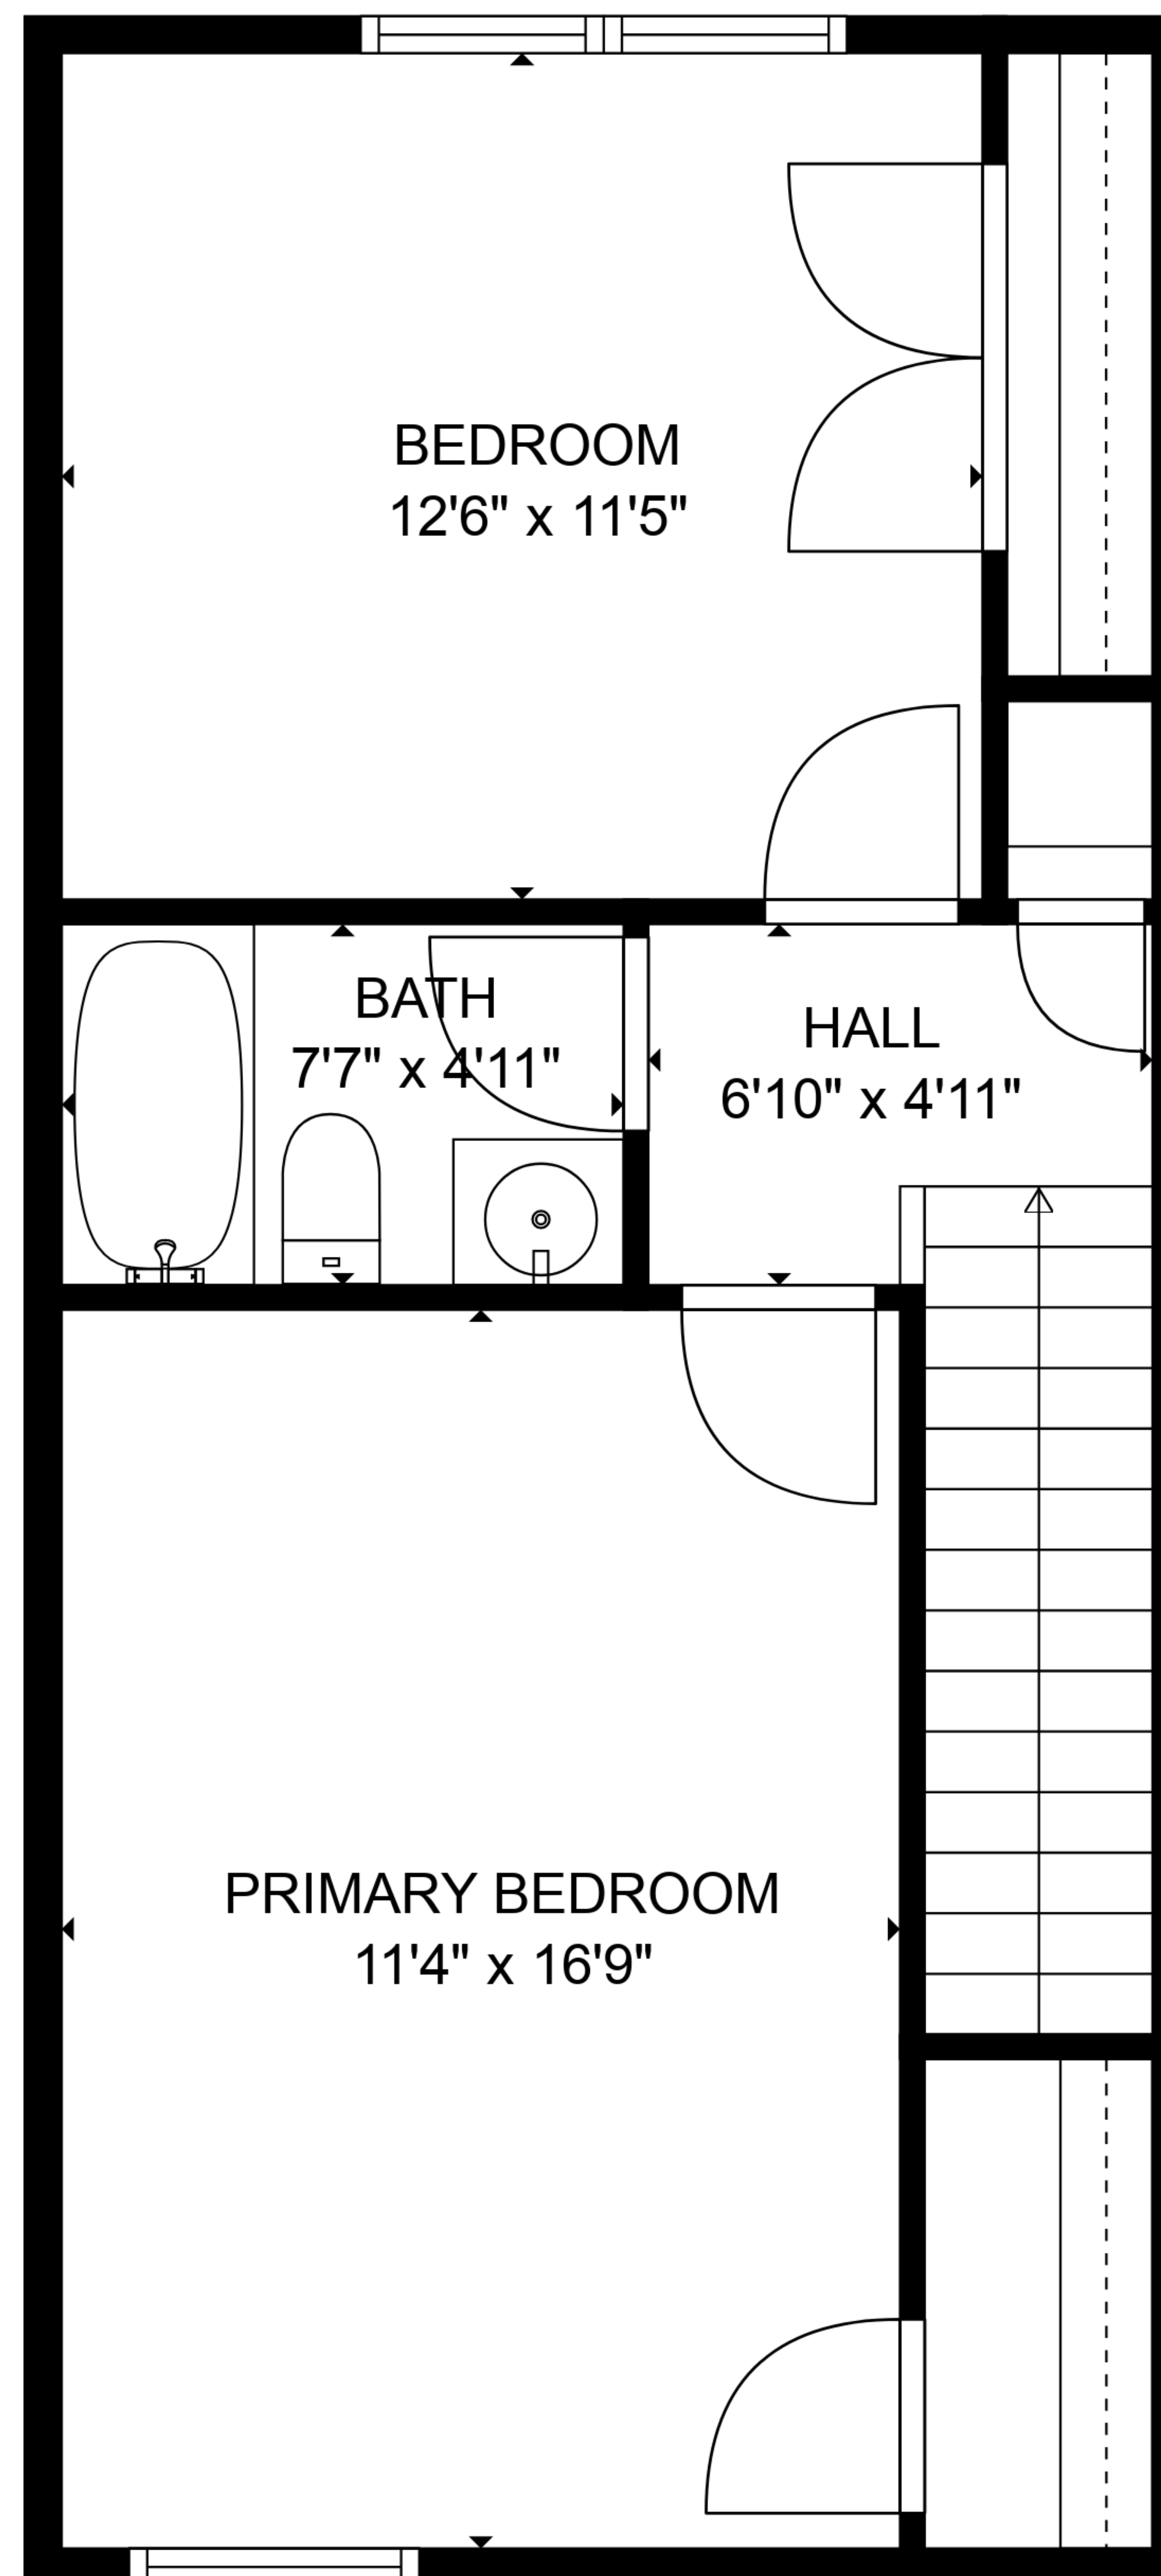 BEDROOM
12'6" x 11'5"
BATH
7'7" x 4'11"
HALL
6'10" x 4'11"
PRIMARY BEDROOM
11'4" x 16'9"